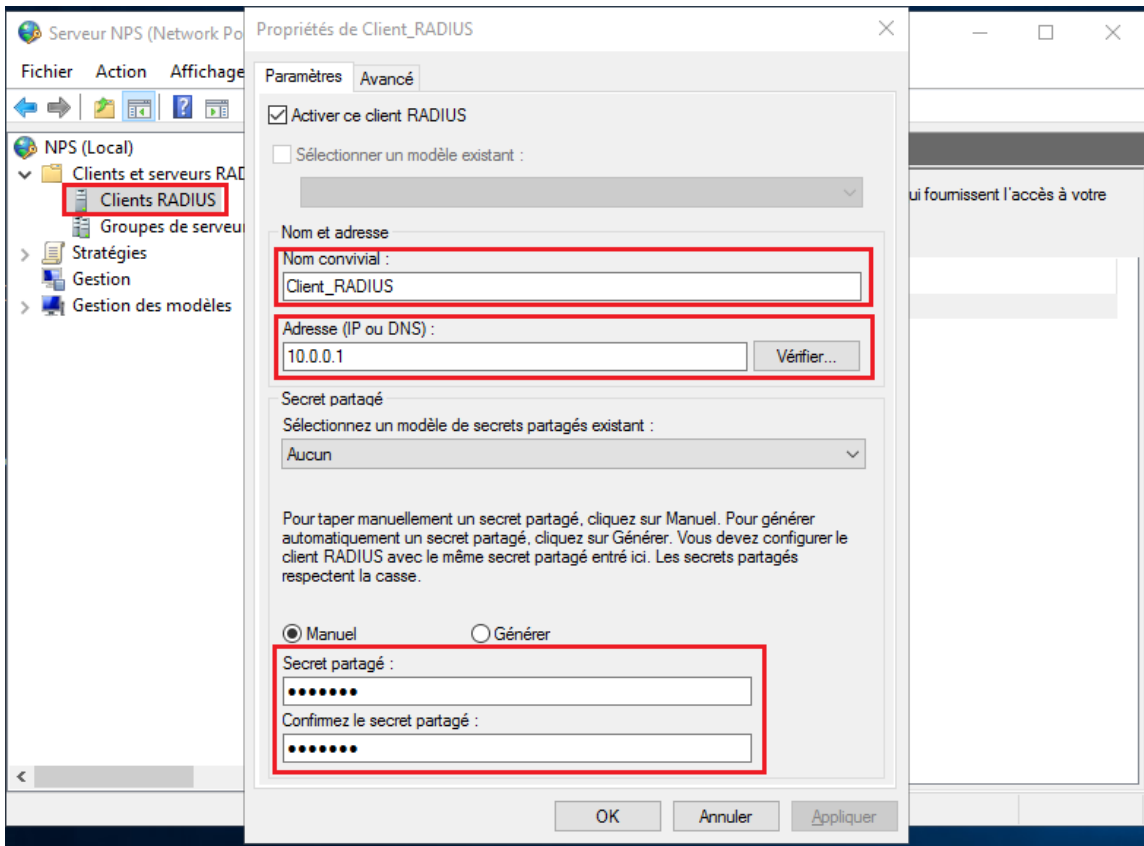 Serveur NPS (Network Po
Fichier Action Affichage
NPS (Local)
Clients et serveurs RAD
Clients RADIUS
Groupes de serveu
Stratégies
Gestion
Gestion des modèles
Propriétés de Client_RADIUS
Paramètres Avancé
Activer ce client RADIUS
Sélectionner un modèle existant :
Nom et adresse
Nom convivial :
Client_RADIUS
Adresse (IP ou DNS) :
10.0.0.1
Vérifier...
Secret partagé
Sélectionnez un modèle de secrets partagés existant :
Aucun
Pour taper manuellement un secret partagé, cliquez sur Manuel. Pour générer
automatiquement un secret partagé, cliquez sur Générer. Vous devez configurer le
client RADIUS avec le même secret partagé entré ici. Les secrets partagés
respectent la casse.
Manuel Générer
Secret partagé :
•••••••
Confirmez le secret partagé :
•••••••
OK Annuler Appliquer
ui fournissent l'accès à votre